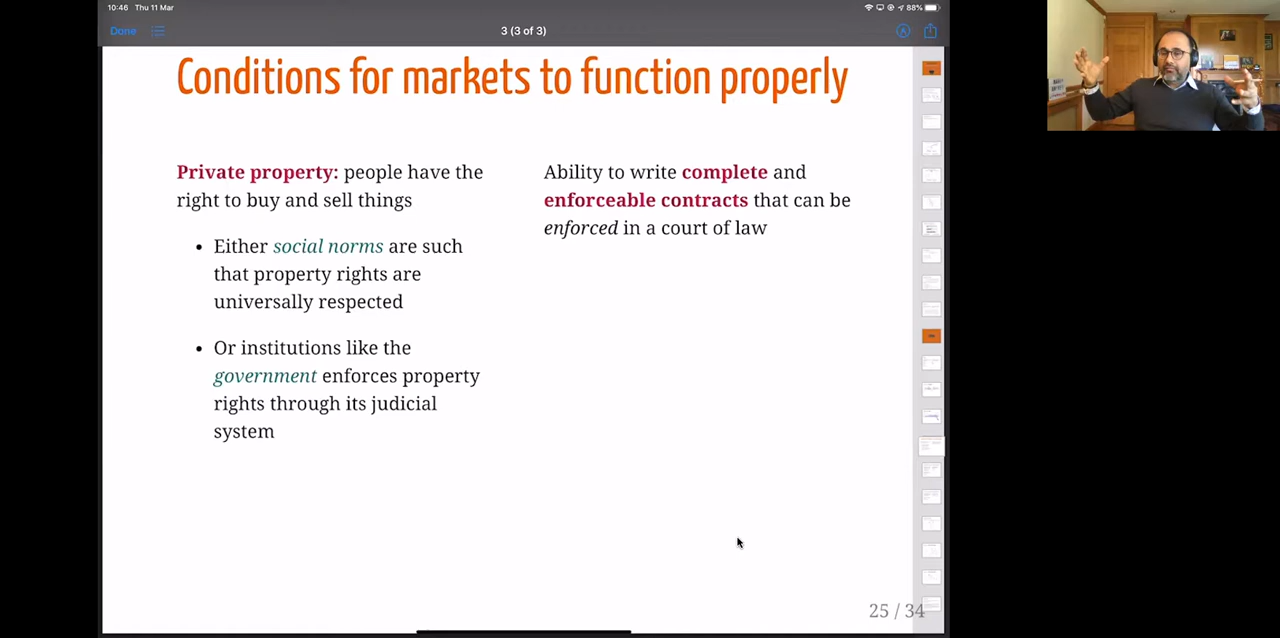 10:46 Thu 11 Mar
88%
Done
3 (3 of 3)
Conditions for markets to function properly
Private property: people have the
right to buy and sell things
• Either social norms are such
that property rights are
universally respected
• Or institutions like the
government enforces property
rights through its judicial
system
Ability to write complete and
enforceable contracts that can be
enforced in a court of law
25 / 34